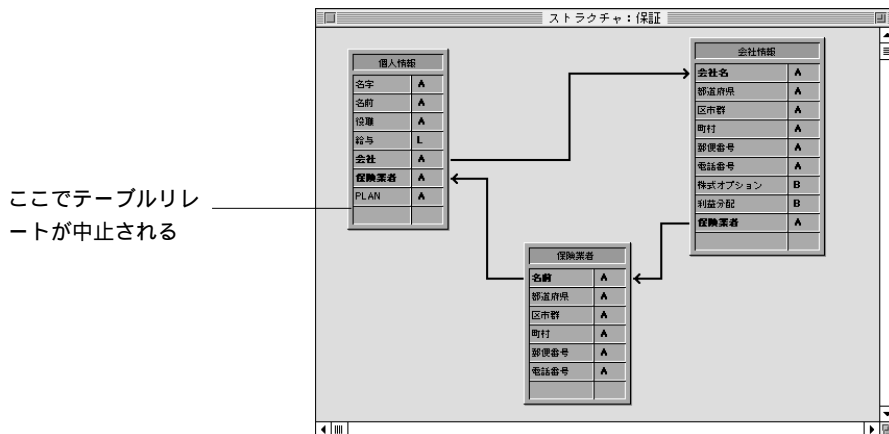 ストラクチャ：保証
個人情報
名字 A
名前 A
役職 A
給与 L
会社 A
保険業者 A
PLAN A
会社情報
会社名 A
都道府県 A
区市群 A
町村 A
郵便番号 A
電話番号 A
株式オプション B
利益分配 B
保険業者 A
ここでテーブルリレ
ートが中止される
保険業者
名前 A
都道府県 A
区市群 A
町村 A
郵便番号 A
電話番号 A